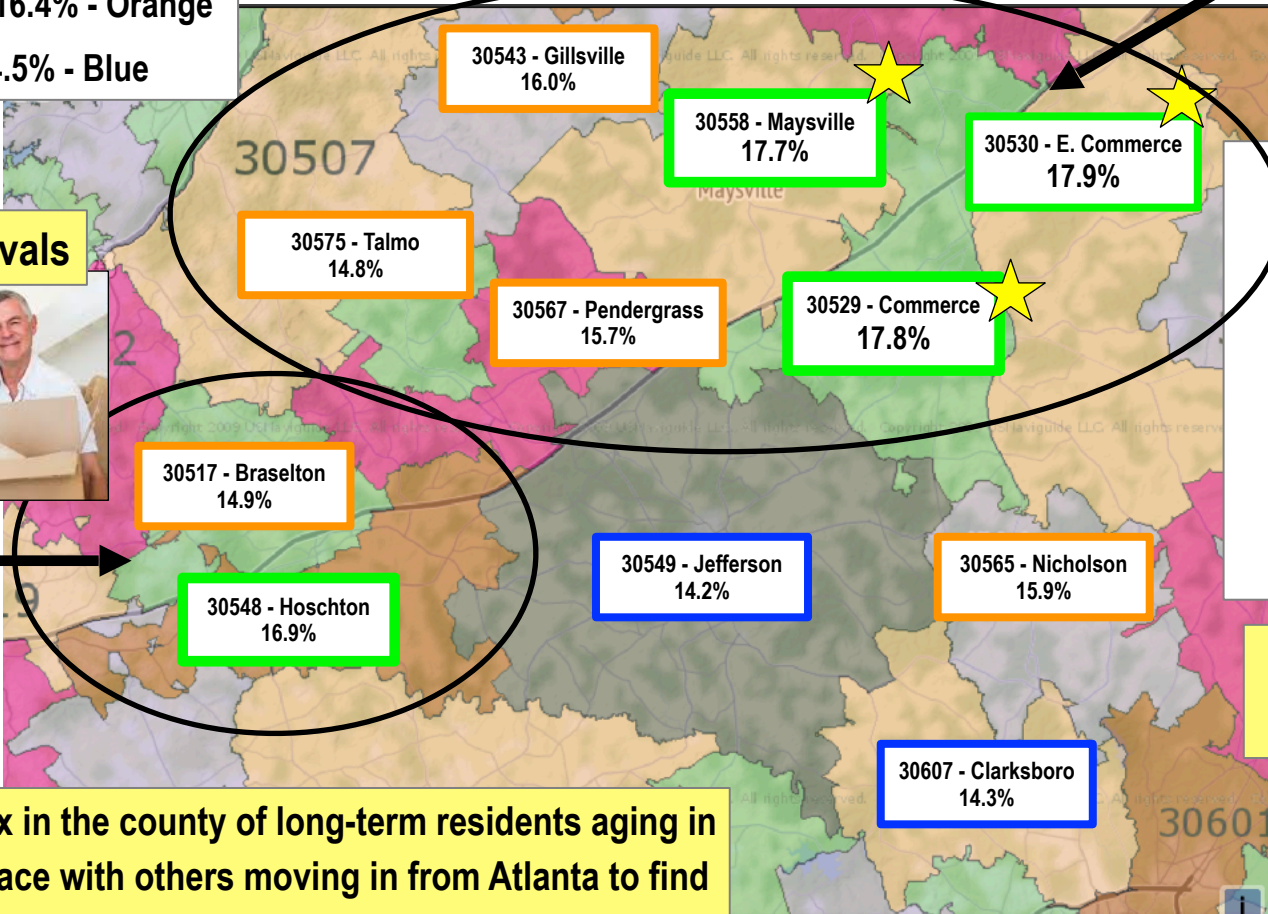 16.4% - Orange
.5% - Blue
30543 - Gillsville
16.0%
30558 - Maysville
17.7%
30530 - E. Commerce
17.9%
30507
Maysville
30575 - Talmo
14.8%
vals
30567 - Pendergrass
15.7%
30529 - Commerce
17.8%
2
30517 - Braselton
14.9%
30549 - Jefferson
14.2%
30565 - Nicholson
15.9%
19
30548 - Hoschton
16.9%
30607 - Clarksboro
14.3%
30601
x in the county of long-term residents aging in
ace with others moving in from Atlanta to find
i